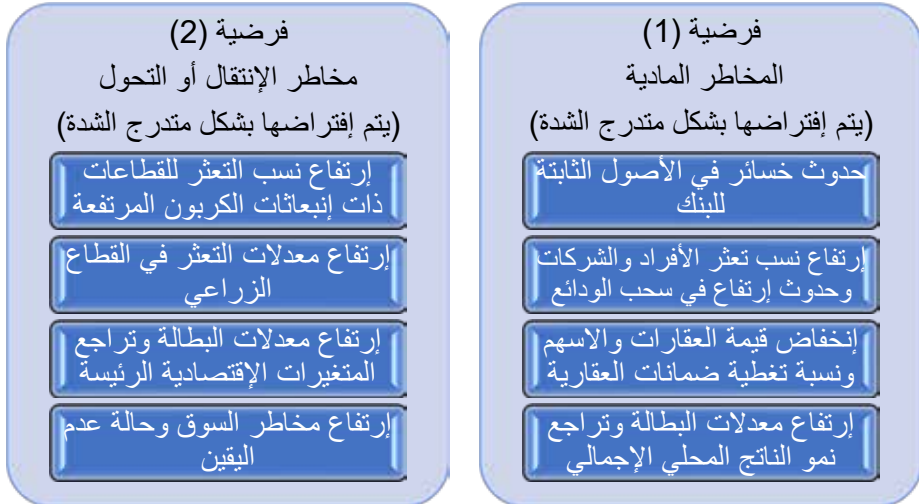 فرضية (1)
المخاطر المادية
(يتم إفتراضها بشكل متدرج الشدة)
حدوث خسائر في الأصول الثابتة
للبنك
إرتفاع نسب تعثر الأفراد والشركات
وحدوث إرتفاع في سحب الودائع
إنخفاض قيمة العقارات والاسهم
ونسبة تغطية ضمانات العقارية
إرتفاع معدلات البطالة وتراجع
نمو الناتج المحلي الإجمالي
فرضية (2)
مخاطر الإنتقال أو التحول
(يتم إفتراضها بشكل متدرج الشدة)
إرتفاع نسب التعثر للقطاعات
ذات إنبعاثات الكربون المرتفعة
إرتفاع معدلات التعثر في القطاع
الزراعي
إرتفاع معدلات البطالة وتراجع
المتغيرات الإقتصادية الرئيسة
إرتفاع مخاطر السوق وحالة عدم
اليقين